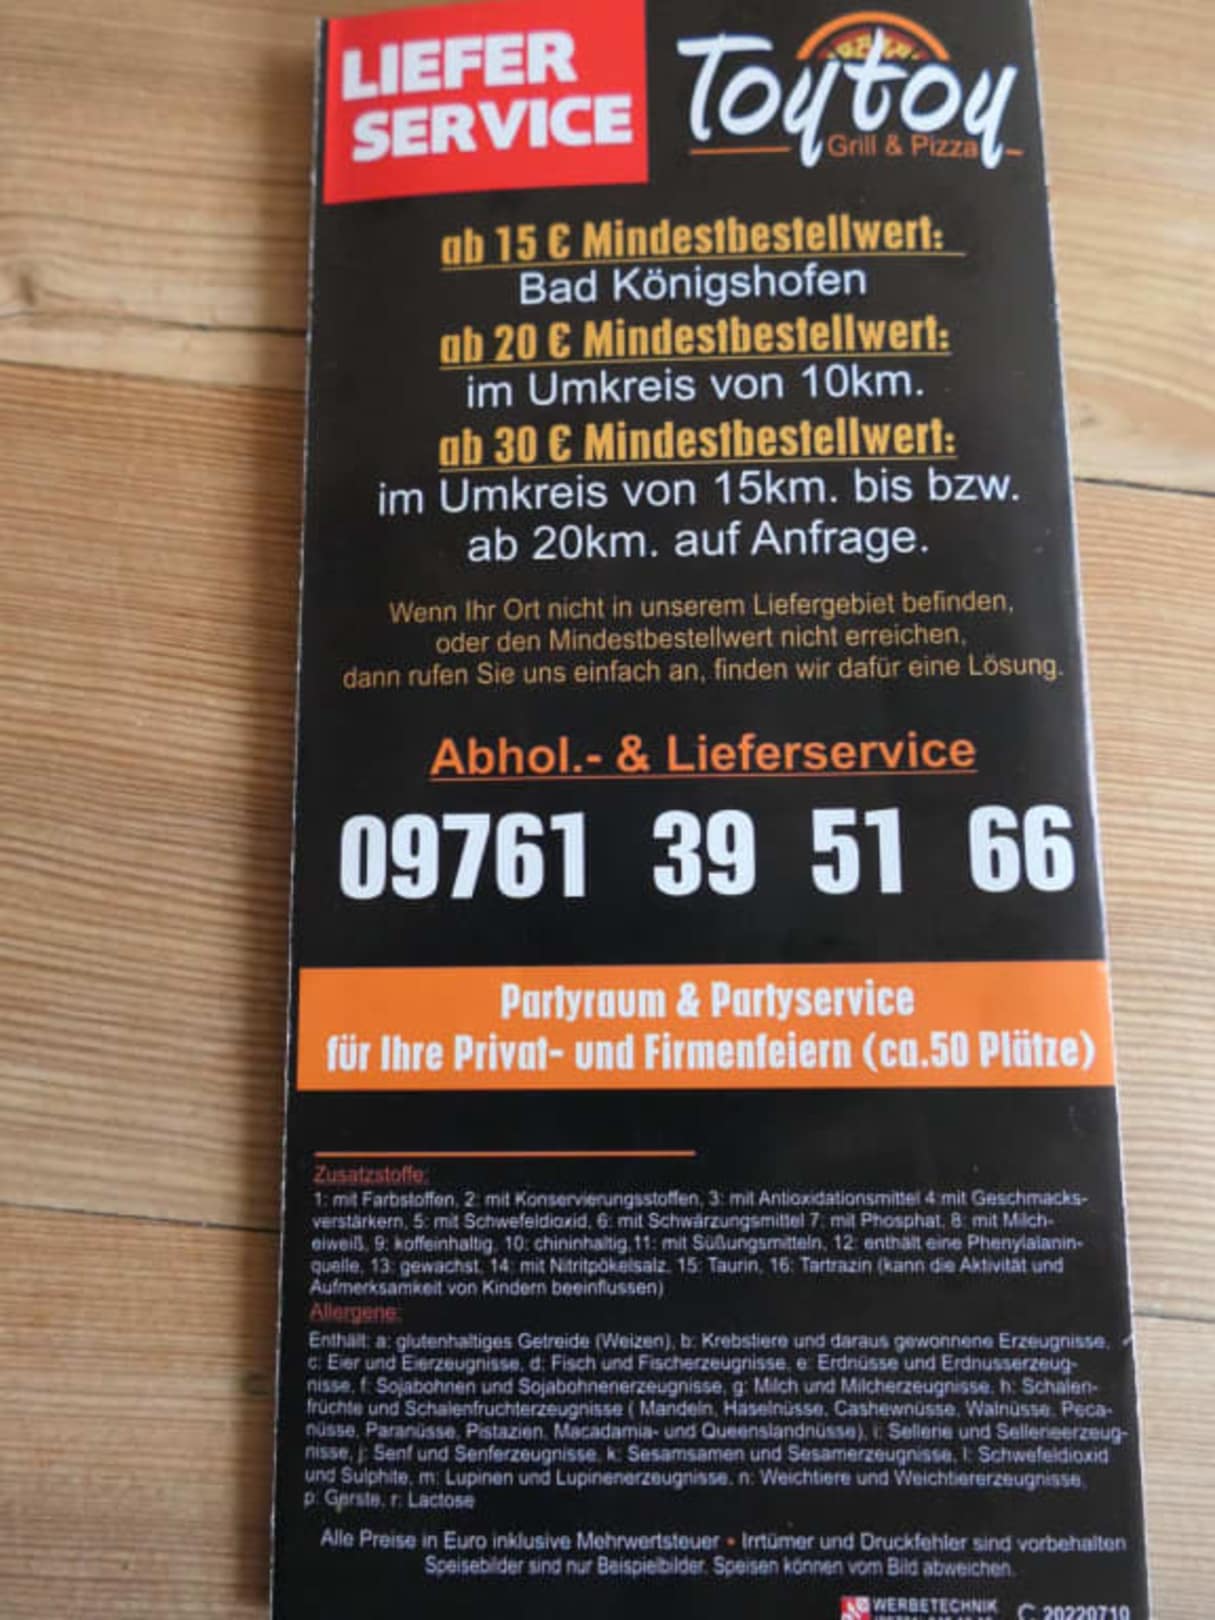 LIEFER
SERVICE
Toytoy
Grill & Pizza
ab 15 € Mindestbestellwert:
Bad Königshofen
ab 20 € Mindestbestellwert:
im Umkreis von 10km.
ab 30 € Mindestbestellwert:
im Umkreis von 15km. bis bzw.
ab 20km. auf Anfrage.
Wenn Ihr Ort nicht in unserem Liefergebiet befinden,
oder den Mindestbestellwert nicht erreichen,
dann rufen Sie uns einfach an, finden wir dafür eine Lösung.
Abhol.- & Lieferservice
09761 39 51 66
Partyraum & Partyservice
für Ihre Privat- und Firmenfeiern (ca.50 Plätze)
Zusatzstoffe:
1: mit Farbstoffen, 2: mit Konservierungsstoffen, 3: mit Antioxidationsmittel 4:mit Geschmacks-
verstärkern, 5: mit Schwefeldioxid, 6: mit Schwärzungsmittel 7: mit Phosphat, 8: mit Milch-
eiweiß, 9: koffeinhaltig, 10: chininhaltig,11: mit Süßungsmitteln, 12: enthält eine Phenylalanin-
quelle, 13: gewachst, 14: mit Nitritpökelsalz, 15: Taurin, 16: Tartrazin (kann die Aktivität und
Aufmerksamkeit von Kindern beeinflussen)
Allergene:
Enthält: a: glutenhaltiges Getreide (Weizen), b: Krebstiere und daraus gewonnene Erzeugnisse,
c: Eier und Eierzeugnisse, d: Fisch und Fischerzeugnisse, e: Erdnüsse und Erdnusserzeug-
nisse, f: Sojabohnen und Sojabohnenerzeugnisse, g: Milch und Milcherzeugnisse, h: Schalen-
früchte und Schalenfruchterzeugnisse ( Mandeln, Haselnüsse, Cashewnüsse, Walnüsse, Peca-
nüsse, Paranüsse, Pistazien, Macadamia- und Queenslandnüsse), i: Sellerie und Sellerieerzeug-
nisse, j: Senf und Senferzeugnisse, k: Sesamsamen und Sesamerzeugnisse, l: Schwefeldioxid
und Sulphite, m: Lupinen und Lupinenerzeugnisse, n: Weichtiere und Weichtiererzeugnisse,
p: Gerste, r: Lactose
Alle Preise in Euro inklusive Mehrwertsteuer • Irrtümer und Druckfehler sind vorbehalten
Speisebilder sind nur Beispielbilder. Speisen können vom Bild abweichen.
WERBETECHNIK
C 20220710